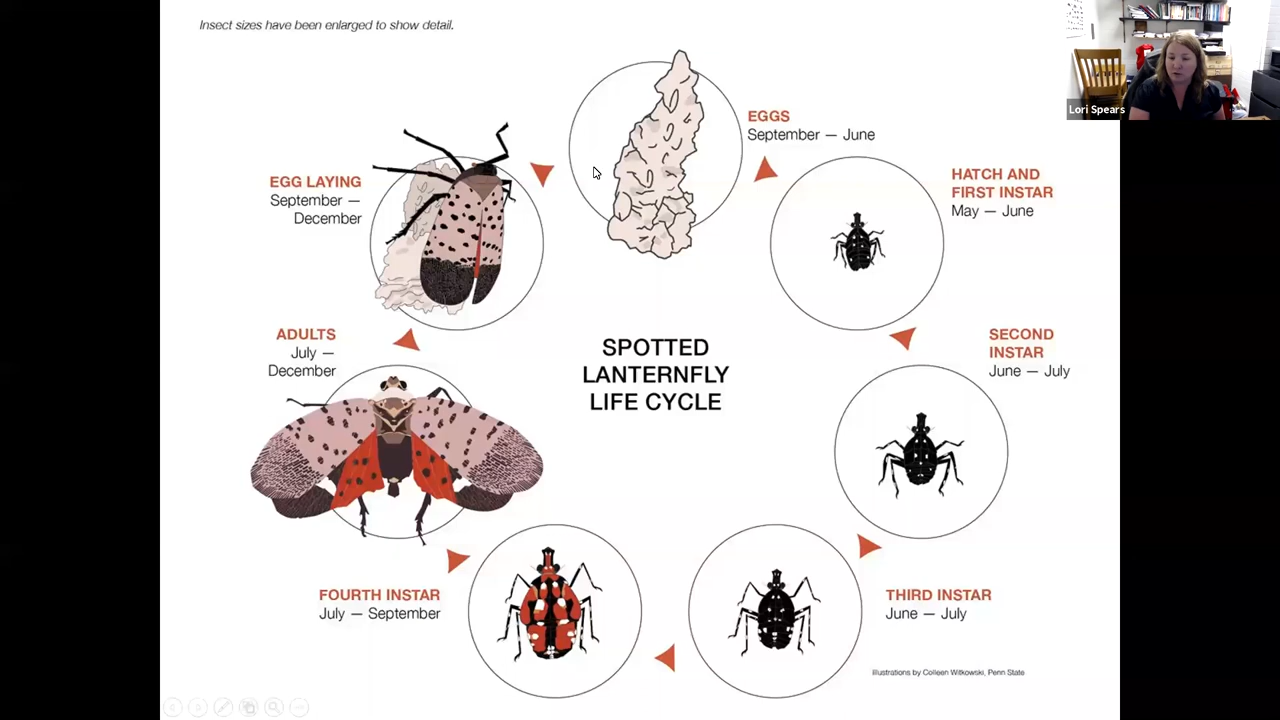 Insect sizes have been enlarged to show detail.
Lori Spears
EGGS
September — June
HATCH AND
FIRST INSTAR
May — June
EGG LAYING
September —
December
SECOND
INSTAR
June — July
ADULTS
July —
December
SPOTTED
LANTERNFLY
LIFE CYCLE
FOURTH INSTAR
July — September
THIRD INSTAR
June — July
Illustrations by Colleen Witkowski, Penn State